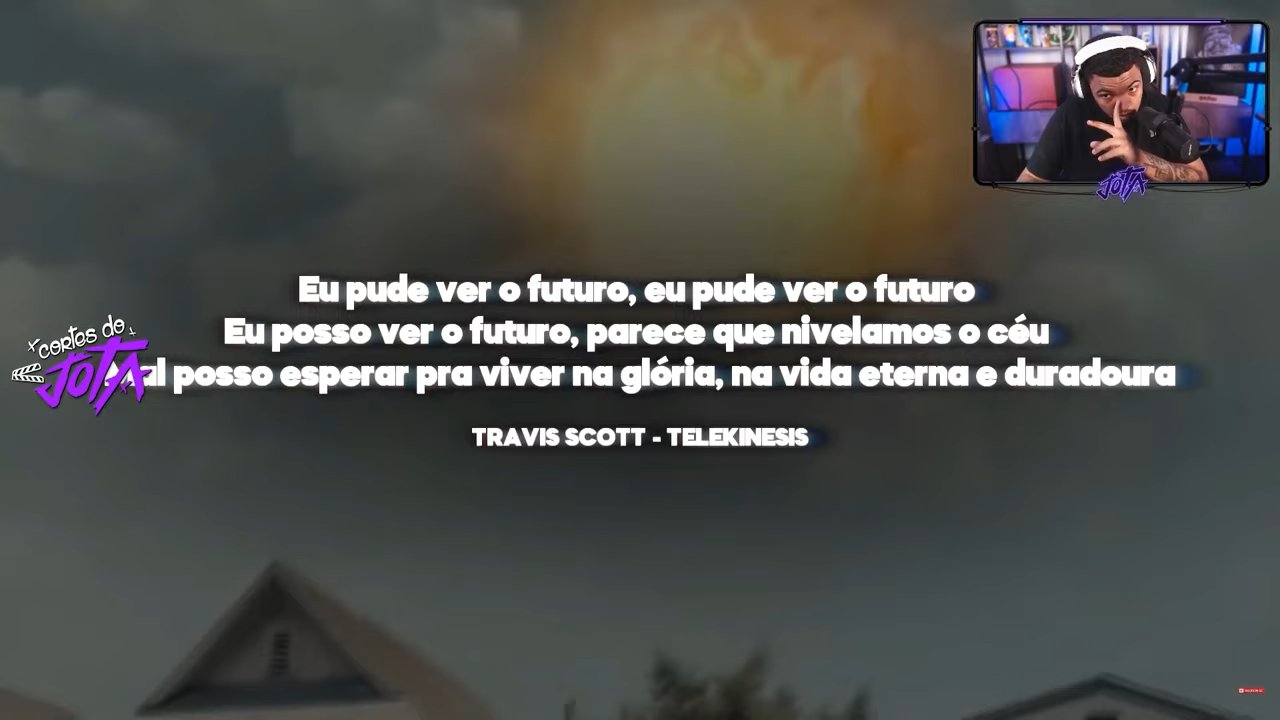 Eu pude ver o futuro, eu pude ver o futuro
Eu posso ver o futuro, parece que nivelamos o céu
posso esperar pra viver na glória, na vida eterna e duradoura
TRAVIS SCOTT - TELEKINESIS
cortes do
JOTA
JOTA